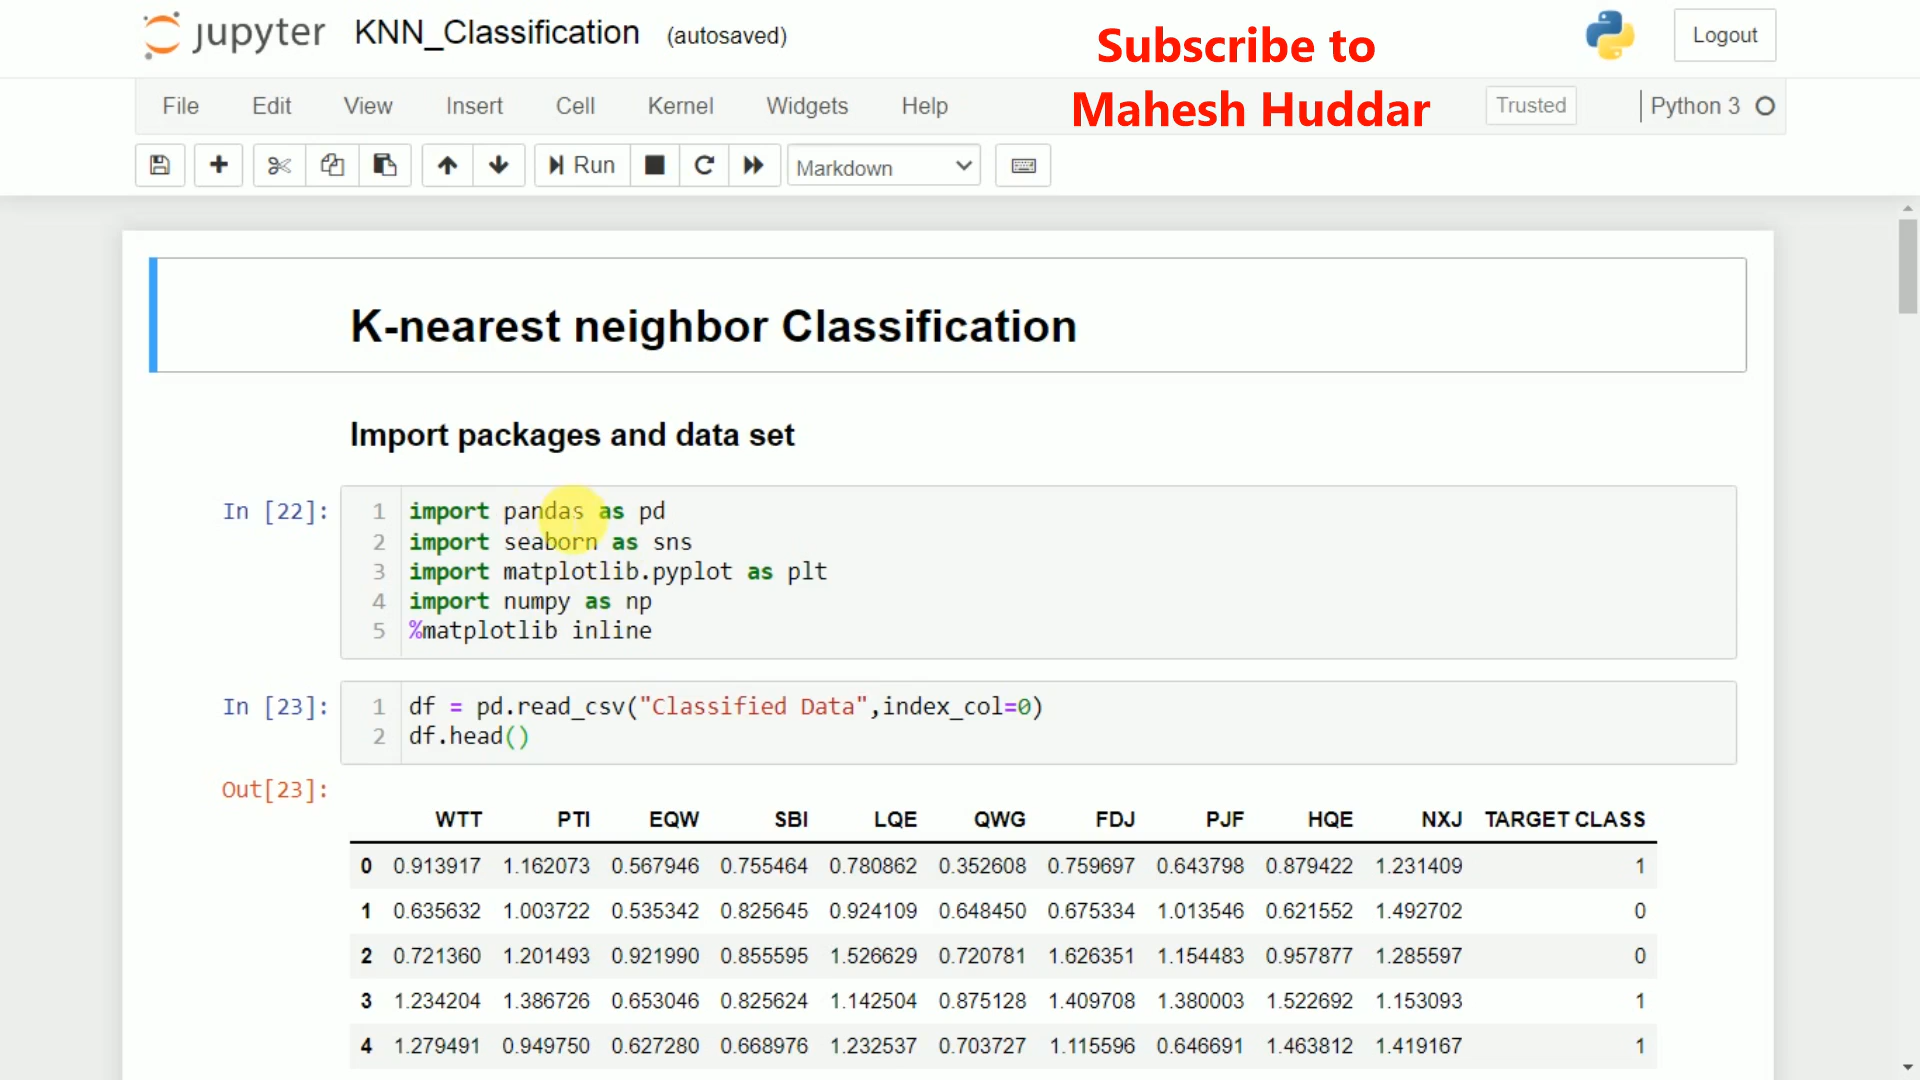 jupyter KNN_Classification (autosaved)
Subscribe to
Mahesh Huddar
Logout
File Edit View Insert Cell Kernel Widgets Help
Trusted
Python 3
Run
Markdown
K-nearest neighbor Classification
Import packages and data set
In [22]:
1 import pandas as pd
2 import seaborn as sns
3 import matplotlib.pyplot as plt
4 import numpy as np
5 %matplotlib inline
In [23]:
1 df = pd.read_csv("Classified Data",index_col=0)
2 df.head()
Out[23]:
WTT PTI EQW SBI LQE QWG FDJ PJF HQE NXJ TARGET CLASS
0 0.913917 1.162073 0.567946 0.755464 0.780862 0.352608 0.759697 0.643798 0.879422 1.231409 1
1 0.635632 1.003722 0.535342 0.825645 0.924109 0.648450 0.675334 1.013546 0.621552 1.492702 0
2 0.721360 1.201493 0.921990 0.855595 1.526629 0.720781 1.626351 1.154483 0.957877 1.285597 0
3 1.234204 1.386726 0.653046 0.825624 1.142504 0.875128 1.409708 1.380003 1.522692 1.153093 1
4 1.279491 0.949750 0.627280 0.668976 1.232537 0.703727 1.115596 0.646691 1.463812 1.419167 1